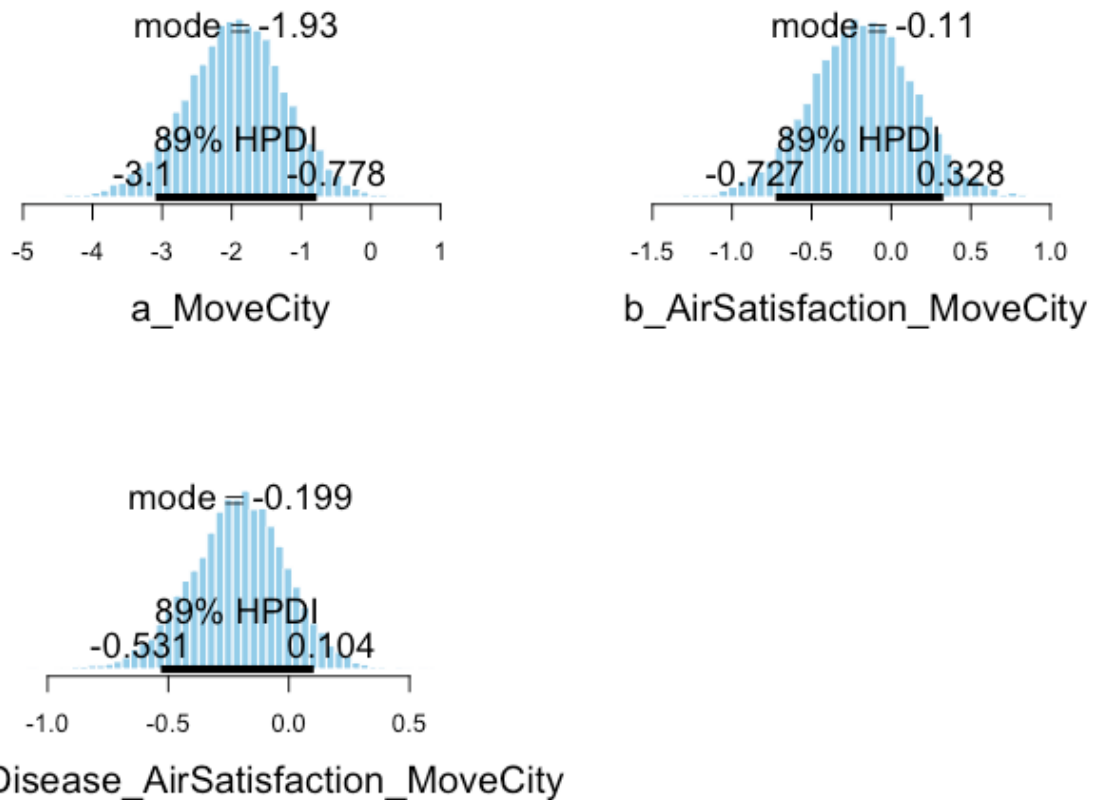 mode = -1.93
89% HPDI
-3.1 -0.778
-5 -4 -3 -2 -1 0 1
a_MoveCity
mode = -0.11
89% HPDI
-0.727 0.328
-1.5 -1.0 -0.5 0.0 0.5 1.0
b_AirSatisfaction_MoveCity
mode = -0.199
89% HPDI
-0.531 0.104
-1.0 -0.5 0.0 0.5
Disease_AirSatisfaction_MoveCity